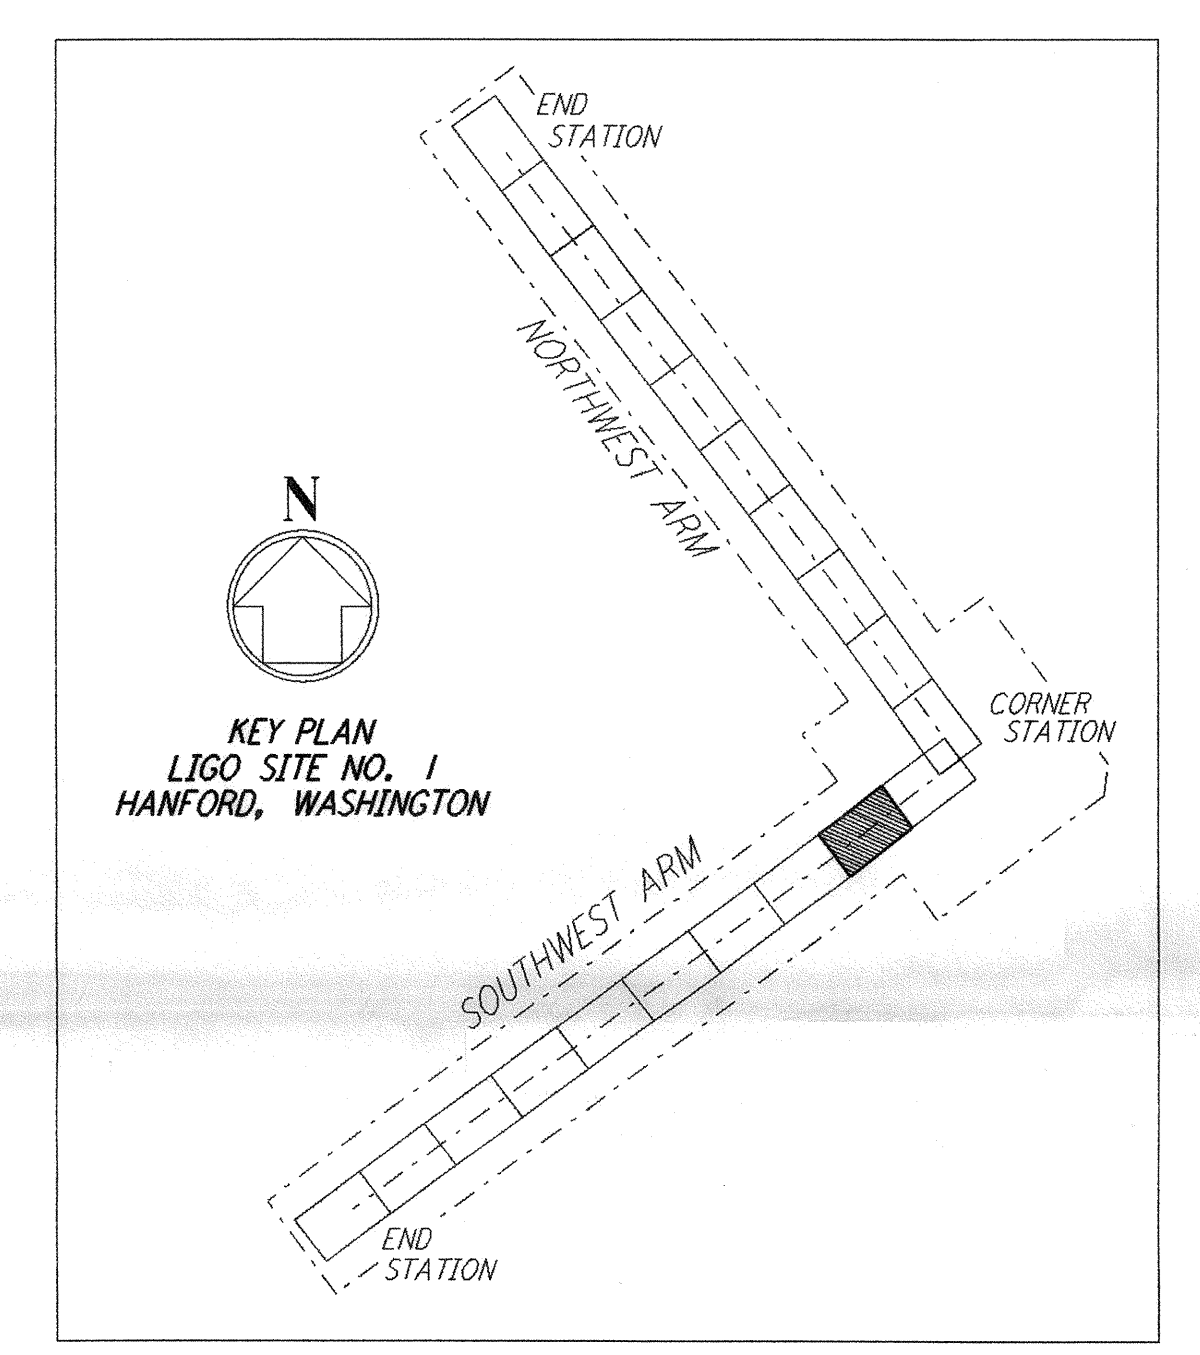 END
STATION
NORTHWEST ARM
N
KEY PLAN
LIGO SITE NO. 1
HANFORD, WASHINGTON
CORNER
STATION
SOUTHWEST ARM
END
STATION